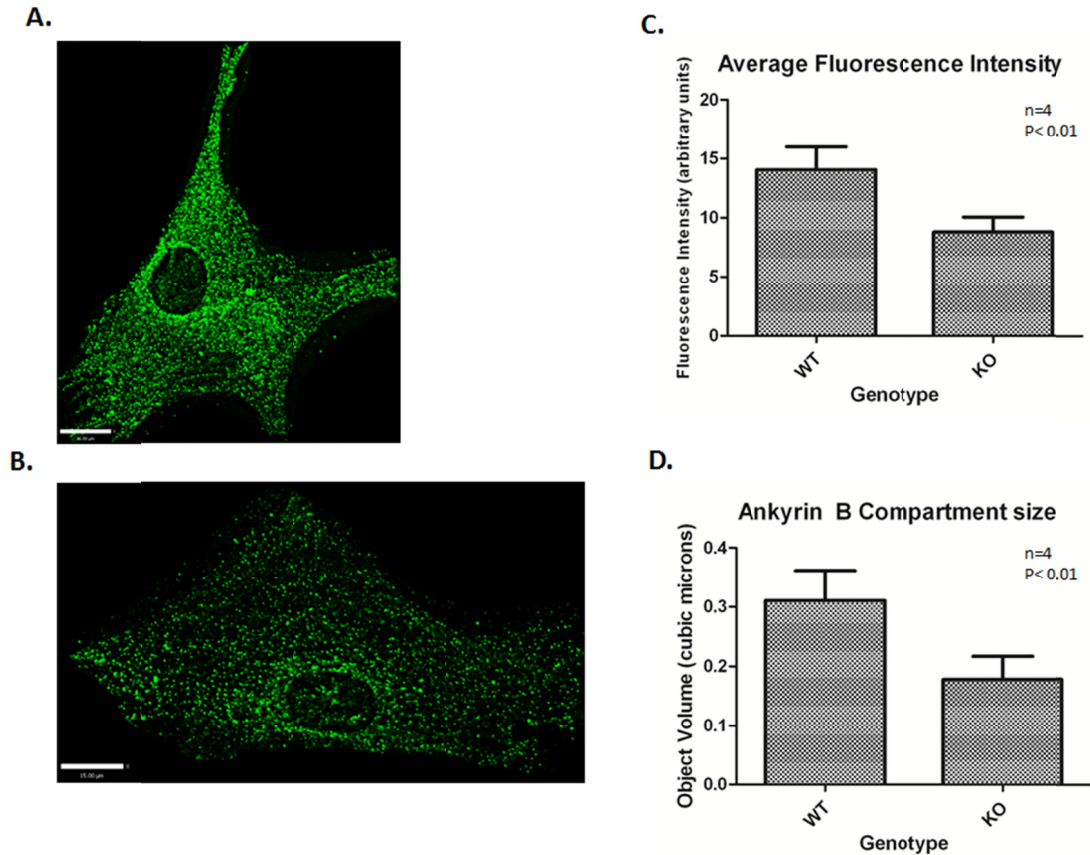 A.
B.
15.00 µm
C.
Average Fluorescence Intensity
n=4
P< 0.01
Fluorescence Intensity (arbitrary units)
20
15
10
5
0
WT
KO
Genotype
D.
Ankyrin B Compartment size
n=4
P< 0.01
Object Volume (cubic microns)
0.4
0.3
0.2
0.1
0.0
WT
KO
Genotype